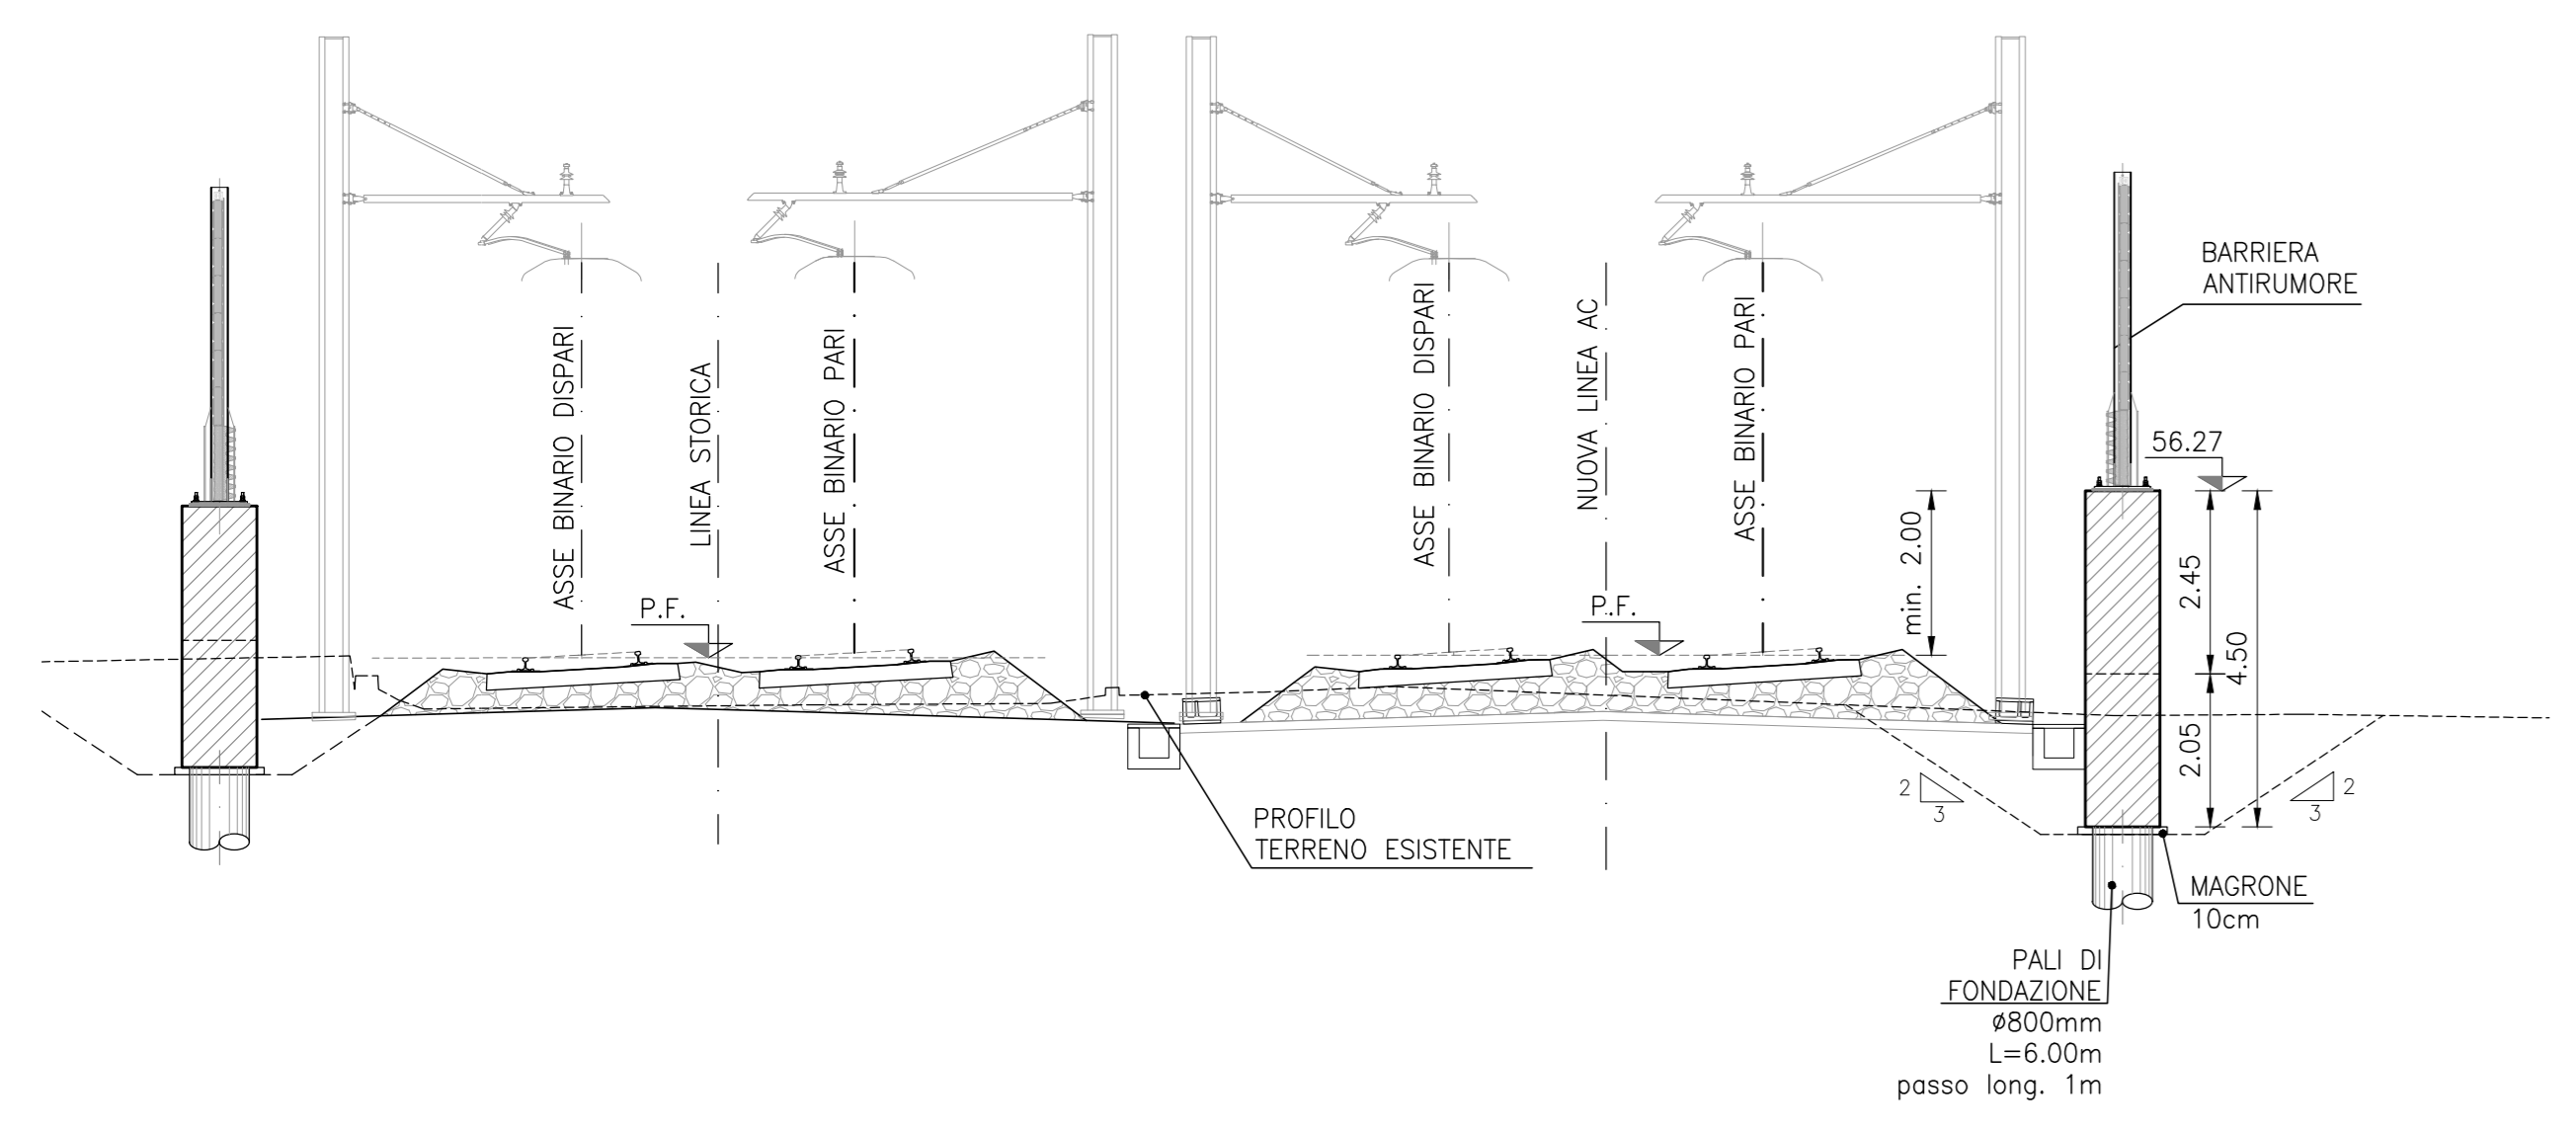 BARRIERA
ANTIRUMORE
ASSE BINARIO DISPARI
LINEA STORICA
ASSE BINARIO PARI
ASSE BINARIO DISPARI
NUOVA LINEA AC
ASSE BINARIO PARI
56.27
P.F.
P.F.
min. 2.00
2.45
4.50
2.05
2
3
2
3
PROFILO
TERRENO ESISTENTE
MAGRONE
10cm
PALI DI
FONDAZIONE
ø800mm
L=6.00m
passo long. 1m